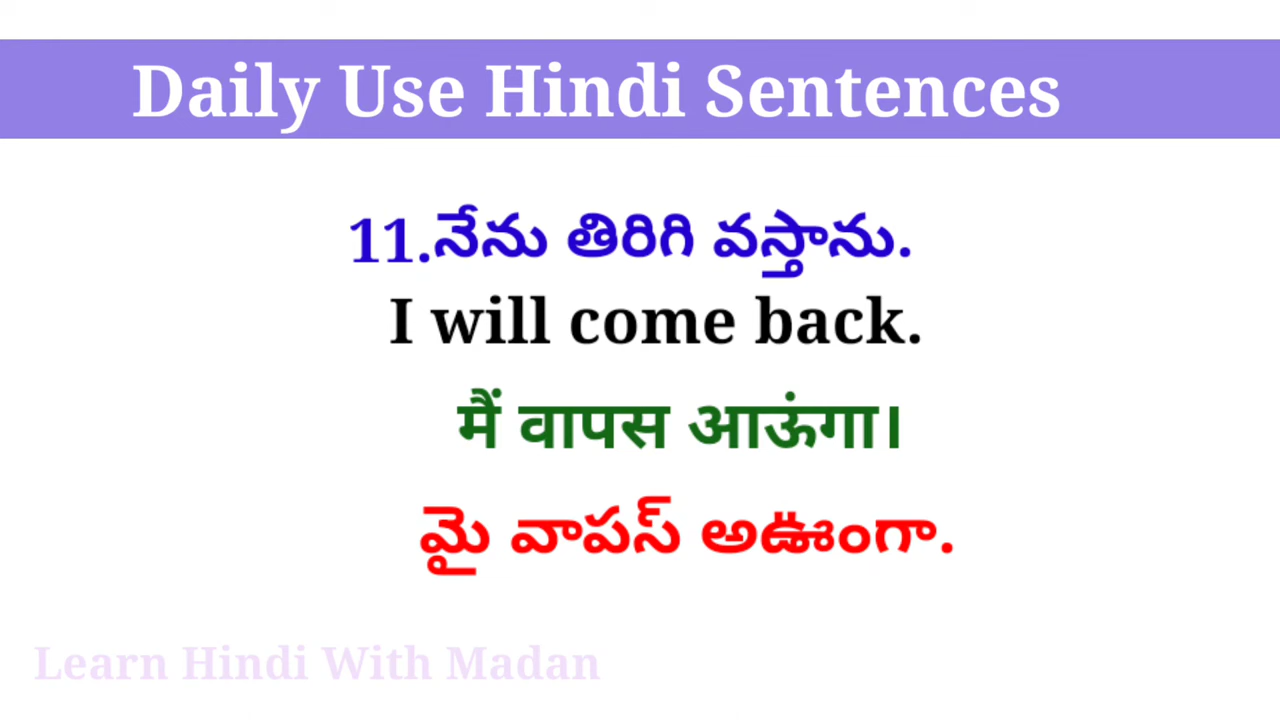 Daily Use Hindi Sentences
11.నేను తిరిగి వస్తాను.
I will come back.
मैं वापस आऊंगा।
మై వాపస్ అఊంగా.
Learn Hindi With Madan